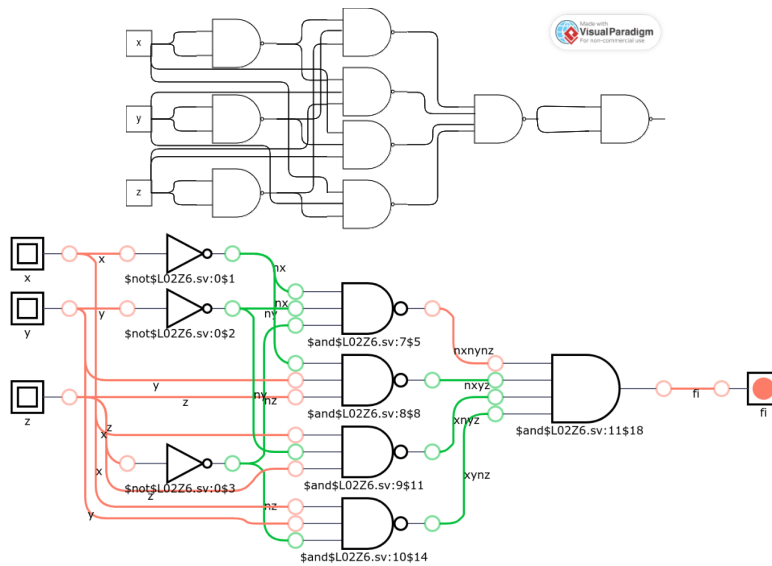 Made with
VisualParadigm
For non-commercial use
x
y
z
x
$not$L02Z6.sv:0$1
nx
x
y
$not$L02Z6.sv:0$2
nx
ny
y
$and$L02Z6.sv:7$5
nxnynz
y
z
ny
nz
$and$L02Z6.sv:8$8
nxyz
fi
fi
z
z
x
xnyz
$and$L02Z6.sv:11$18
x
z
$not$L02Z6.sv:0$3
$and$L02Z6.sv:9$11
xynz
y
nz
$and$L02Z6.sv:10$14